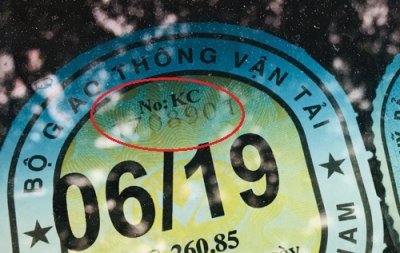 BỘ GIAO THÔNG VẬN TẢI
No: KC
06/19
260.85
NAM